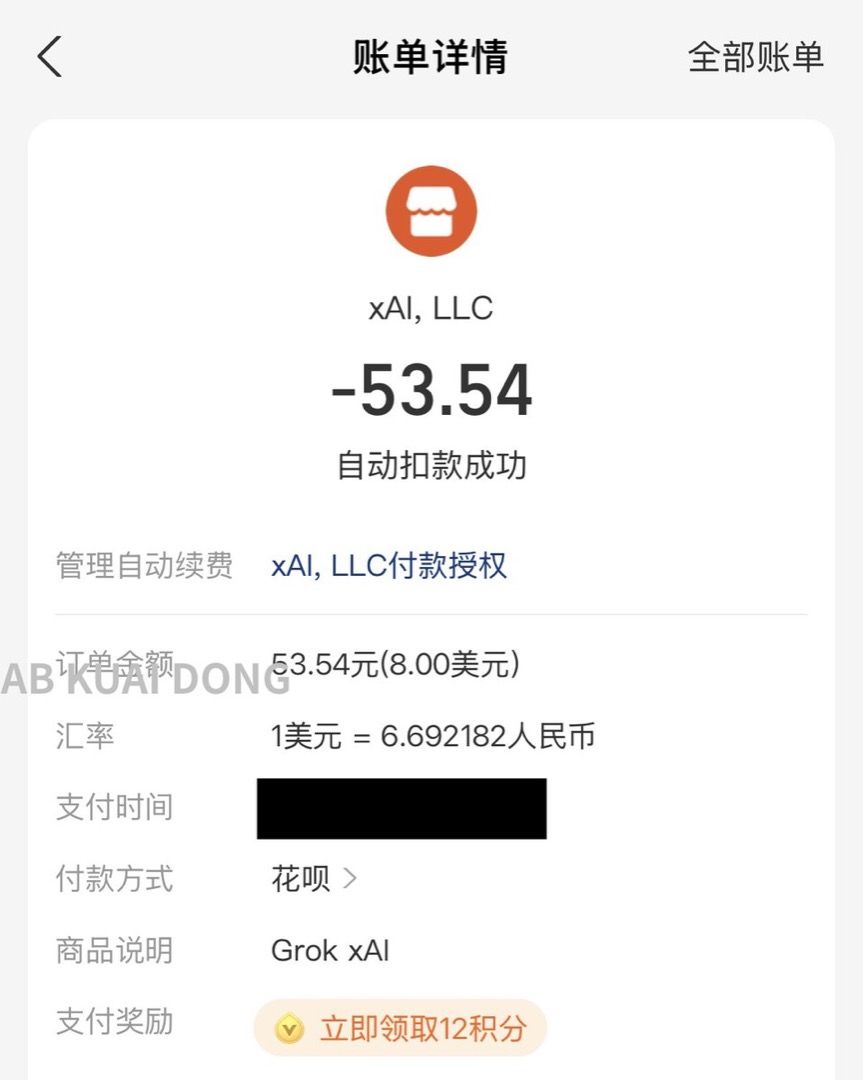 账单详情
全部账单
xAI, LLC
-53.54
自动扣款成功
管理自动续费 xAI, LLC付款授权
订单金额 53.54元(8.00美元)
AB KUAI DONG
汇率 1美元 = 6.692182人民币
支付时间
付款方式 花呗
商品说明 Grok xAI
支付奖励 立即领取12积分